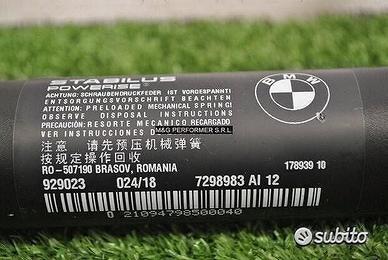 STABILUS
POWERISE®
ACHTUNG: SCHRAUBENDRUCKFEDER IST VORGESPANNT!
ENTSORGUNGSVORSCHRIFT BEACHTEN
ATTENTION: PRELOADED MECHANICAL SPRING!
OBSERVE DISPOSAL INSTRUCTIONS
PRECAUCIÓN: RESORTE MECANICO RECARGADO
VER INSTRUCCIONES
M&G PERFORMER S.R.L
注意 请先预压机械弹簧
按规定操作回收
RO-507190 BRASOV, ROMANIA
178939 10
929023 024/18 7298983 AI 12
0 21094798500040
BMW
subito